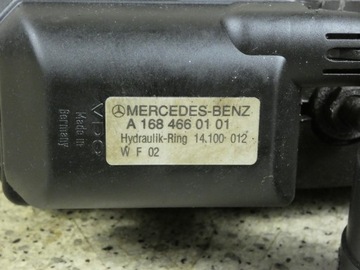 MERCEDES-BENZ
A 168 466 01 01
Hydraulik-Ring 14.100 012
W F 02
Made in
Germany